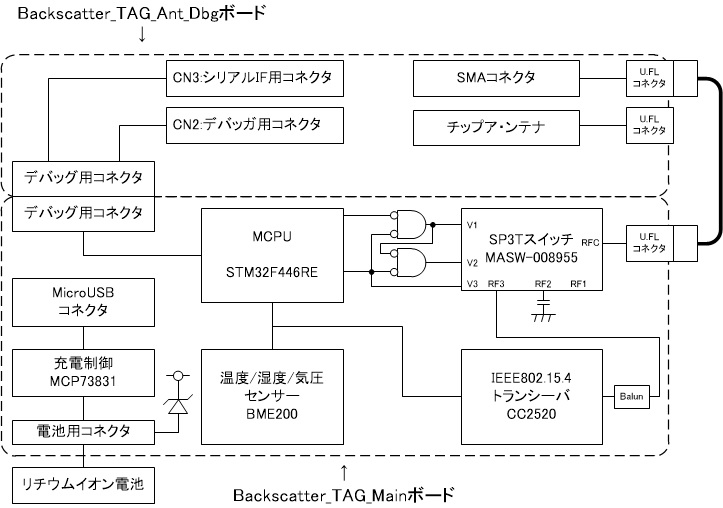 Backscatter_TAG_Ant_Dbgボード
↓
CN3:シリアルIF用コネクタ
SMAコネクタ
U.FL
コネクタ
CN2:デバッガ用コネクタ
チップア・ンテナ
U.FL
コネクタ
デバッグ用コネクタ
デバッグ用コネクタ
MCPU
STM32F446RE
V1
V2
V3
SP3Tスイッチ
MASW-008955
RFC
RF3
RF2
RF1
U.FL
コネクタ
MicroUSB
コネクタ
充電制御
MCP73831
電池用コネクタ
リチウムイオン電池
温度/湿度/気圧
センサー
BME200
IEEE802.15.4
トランシーバ
CC2520
Balun
↑
Backscatter_TAG_Mainボード